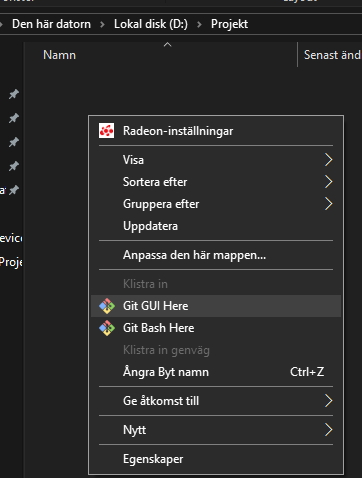 Den här datorn > Lokal disk (D:) > Projekt
Namn
Senast änd
Radeon-inställningar
Visa
Sortera efter
Gruppera efter
Uppdatera
Anpassa den här mappen...
Klistra in
Git GUI Here
Git Bash Here
Klistra in genväg
Ångra Byt namn Ctrl+Z
Ge åtkomst till
Nytt
Egenskaper